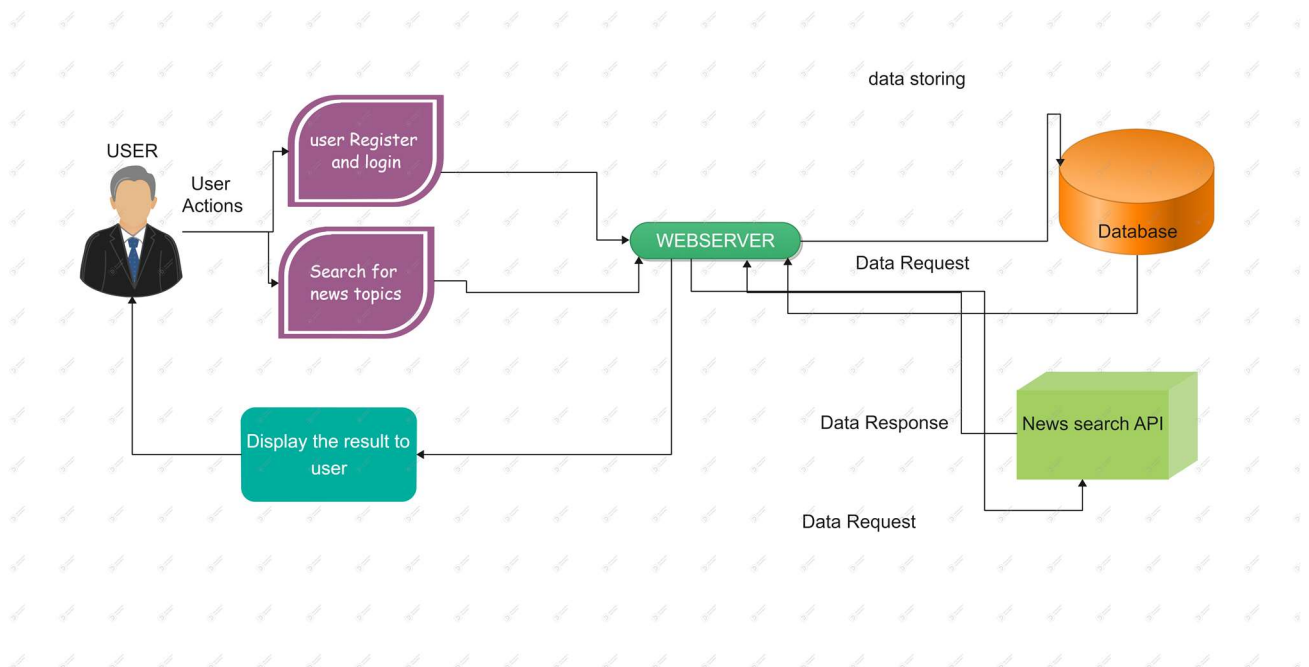 data storing
USER
user Register
and login
User
Actions
WEBSERVER
Database
Data Request
Search for
news topics
Display the result to
user
Data Response
News search API
Data Request